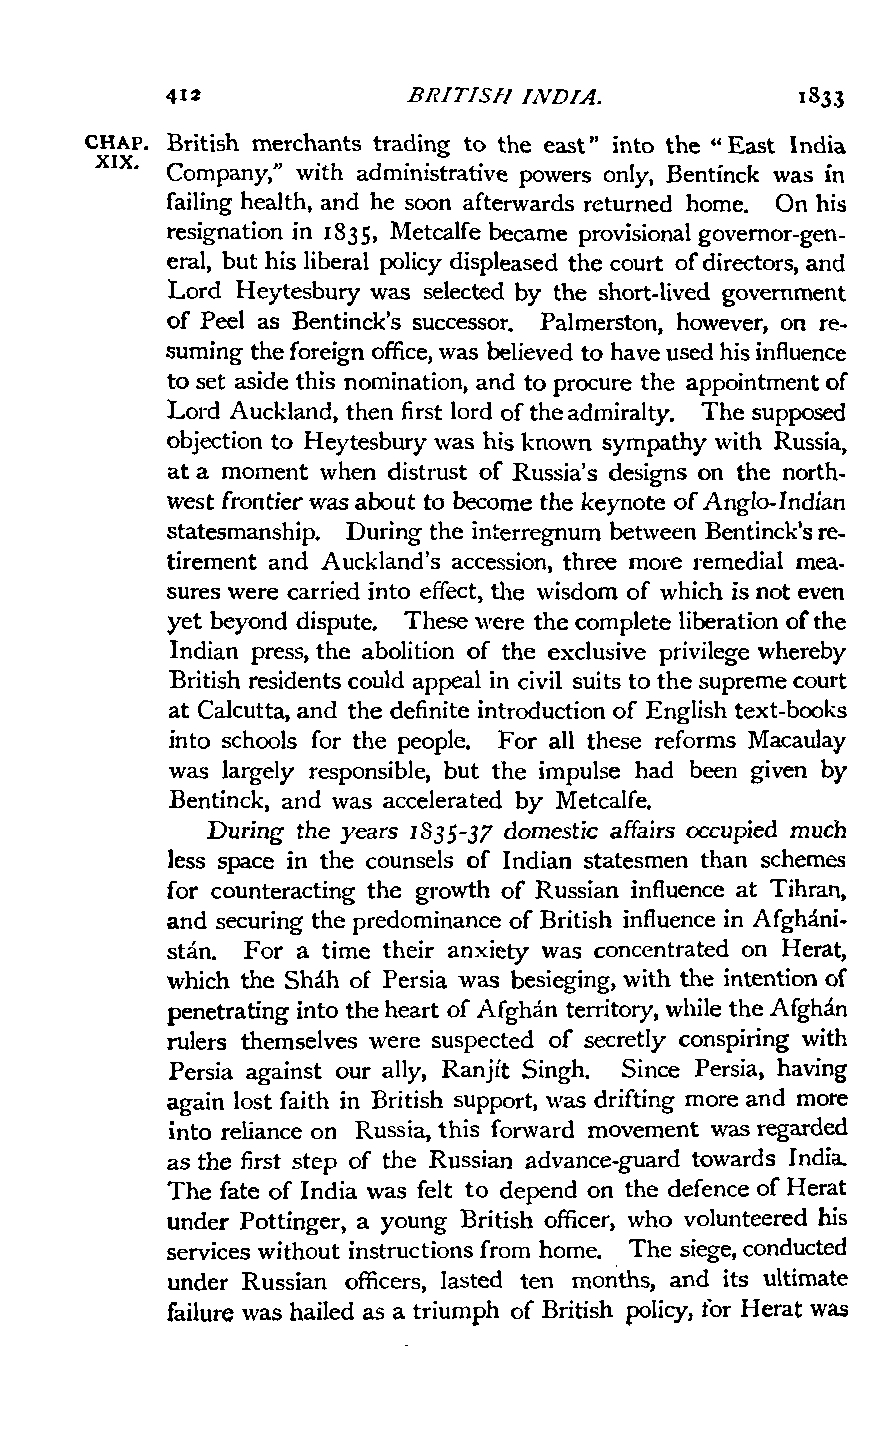 412 BRITISH INDIA. 1833
CHAP. XIX.
British merchants trading to the east" into the "East India
Company," with administrative powers only, Bentinck was in
failing health, and he soon afterwards returned home. On his
resignation in 1835, Metcalfe became provisional governor-gen-
eral, but his liberal policy displeased the court of directors, and
Lord Heytesbury was selected by the short-lived government
of Peel as Bentinck's successor. Palmerston, however, on re-
suming the foreign office, was believed to have used his influence
to set aside this nomination, and to procure the appointment of
Lord Auckland, then first lord of the admiralty. The supposed
objection to Heytesbury was his known sympathy with Russia,
at a moment when distrust of Russia's designs on the north-
west frontier was about to become the keynote of Anglo-Indian
statesmanship. During the interregnum between Bentinck's re-
tirement and Auckland's accession, three more remedial mea-
sures were carried into effect, the wisdom of which is not even
yet beyond dispute. These were the complete liberation of the
Indian press, the abolition of the exclusive privilege whereby
British residents could appeal in civil suits to the supreme court
at Calcutta, and the definite introduction of English text-books
into schools for the people. For all these reforms Macaulay
was largely responsible, but the impulse had been given by
Bentinck, and was accelerated by Metcalfe.
During the years 1835-37 domestic affairs occupied much
less space in the counsels of Indian statesmen than schemes
for counteracting the growth of Russian influence at Tihran,
and securing the predominance of British influence in Afgháni-
stán. For a time their anxiety was concentrated on Herat,
which the Sháh of Persia was besieging, with the intention of
penetrating into the heart of Afghán territory, while the Afghán
rulers themselves were suspected of secretly conspiring with
Persia against our ally, Ranjít Singh. Since Persia, having
again lost faith in British support, was drifting more and more
into reliance on Russia, this forward movement was regarded
as the first step of the Russian advance-guard towards India.
The fate of India was felt to depend on the defence of Herat
under Pottinger, a young British officer, who volunteered his
services without instructions from home. The siege, conducted
under Russian officers, lasted ten months, and its ultimate
failure was hailed as a triumph of British policy, for Herat was